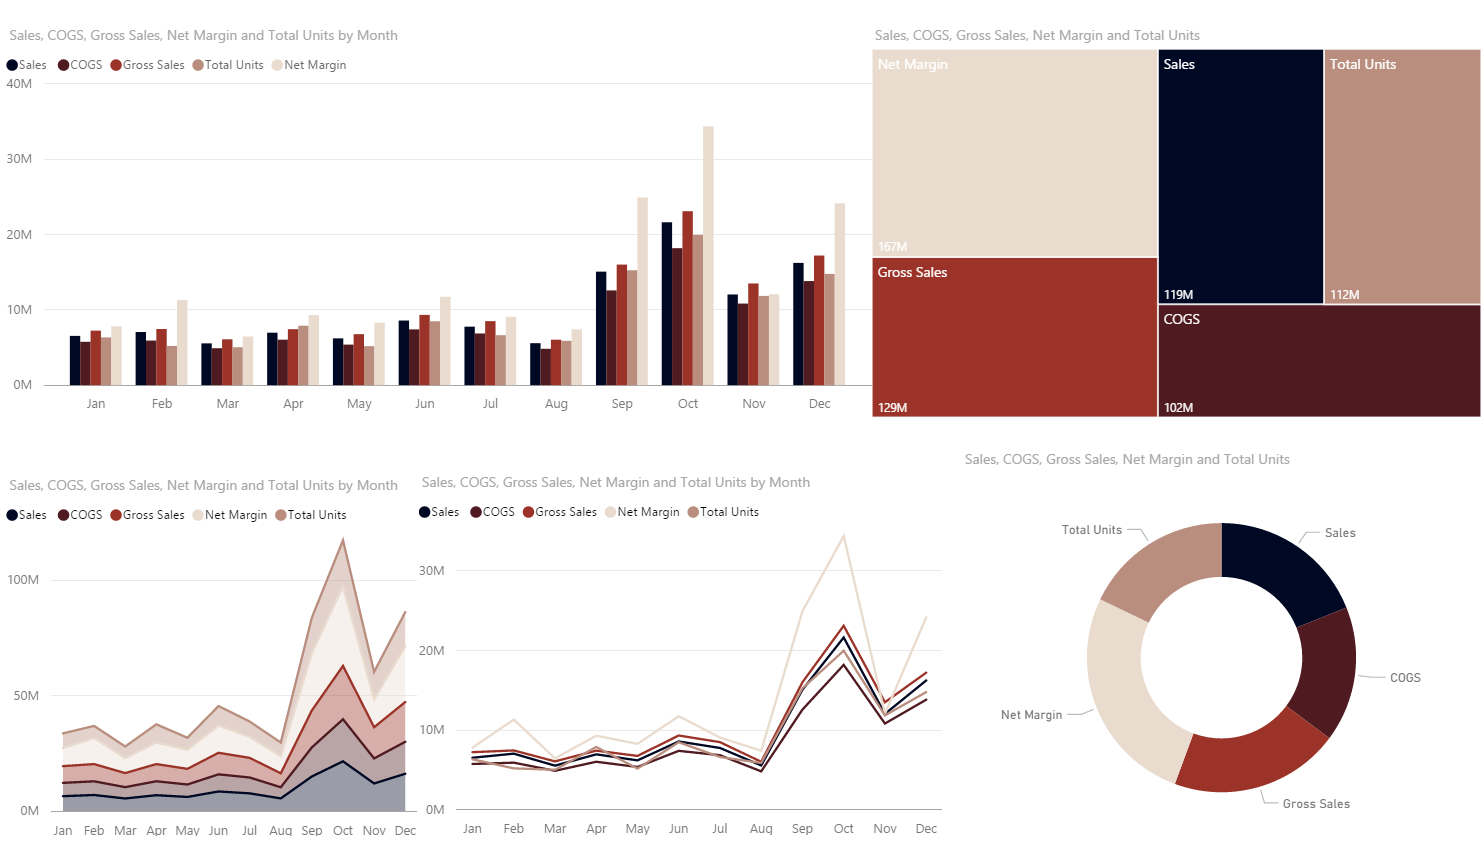 Sales, COGS, Gross Sales, Net Margin and Total Units by Month
Sales COGS Gross Sales Total Units Net Margin
40M
30M
20M
10M
0M
Jan Feb Mar Apr May Jun Jul Aug Sep Oct Nov Dec
Sales, COGS, Gross Sales, Net Margin and Total Units
Net Margin
167M
Gross Sales
129M
Sales
119M
Total Units
112M
COGS
102M
Sales, COGS, Gross Sales, Net Margin and Total Units by Month
Sales COGS Gross Sales Net Margin Total Units
100M
50M
0M
Jan Feb Mar Apr May Jun Jul Aug Sep Oct Nov Dec
Sales, COGS, Gross Sales, Net Margin and Total Units by Month
Sales COGS Gross Sales Net Margin Total Units
30M
20M
10M
0M
Jan Feb Mar Apr May Jun Jul Aug Sep Oct Nov Dec
Sales, COGS, Gross Sales, Net Margin and Total Units
Total Units
Sales
COGS
Net Margin
Gross Sales